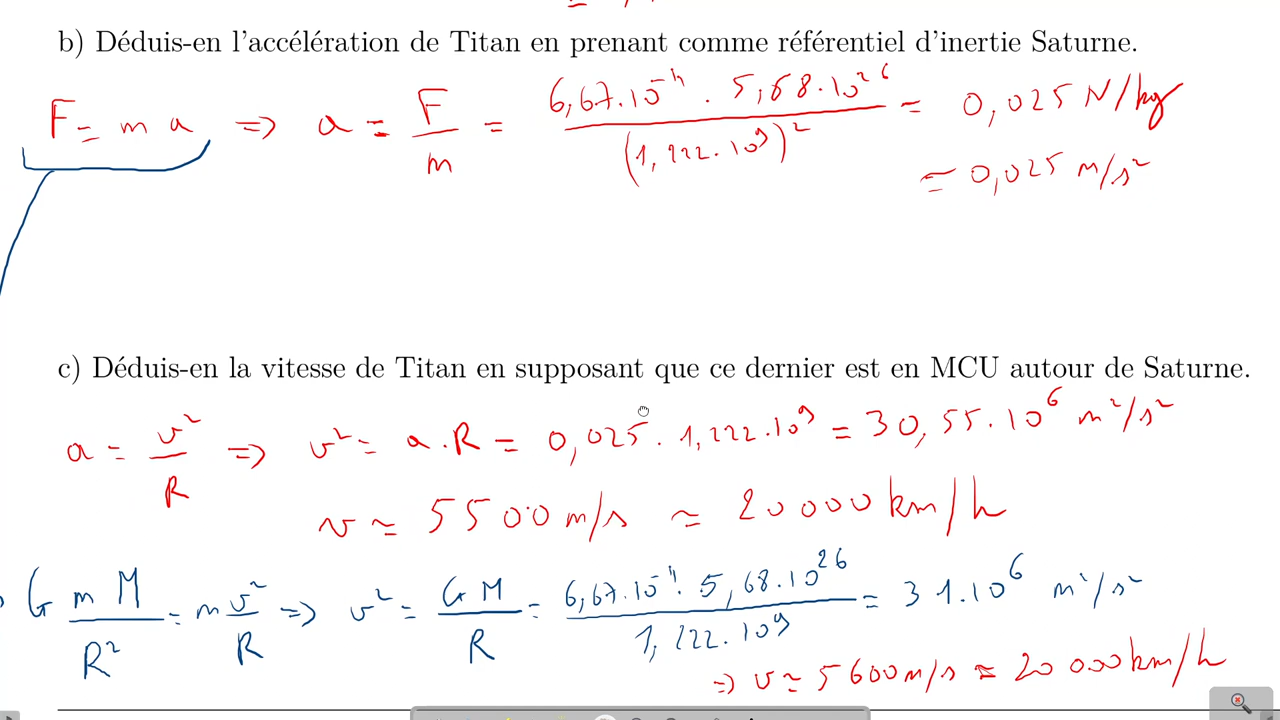 b) Déduis-en l'accélération de Titan en prenant comme référentiel d'inertie Saturne.
F = m a => a = F/m = (6,67.10⁻¹¹ . 5,68.10²⁶)/(1,222.10⁹)² = 0,025 N/kg
≈ 0,025 m/s²
c) Déduis-en la vitesse de Titan en supposant que ce dernier est en MCU autour de Saturne.
a = v²/R => v² = a.R = 0,025 . 1,222.10⁹ = 30,55.10⁶ m²/s²
v ≈ 5500 m/s ≈ 20000 km/h
G m M/R² = m v²/R => v² = G M/R = (6,67.10⁻¹¹ . 5,68.10²⁶)/(1,222.10⁹) = 31.10⁶ m²/s²
=> v ≈ 5600 m/s ≈ 20 000 km/h